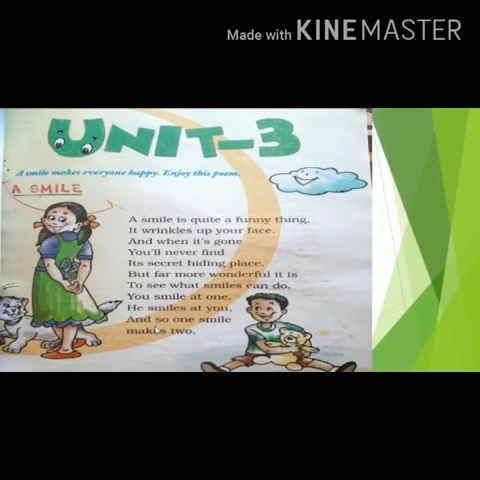 Made with KINEMASTER
UNIT-3
A smile makes everyone happy. Enjoy this poem.
A SMILE
A smile is quite a funny thing,
It wrinkles up your face.
And when it's gone
You'll never find
Its secret hiding place.
But far more wonderful it is
To see what smiles can do.
You smile at one,
He smiles at you,
And so one smile
makes two.